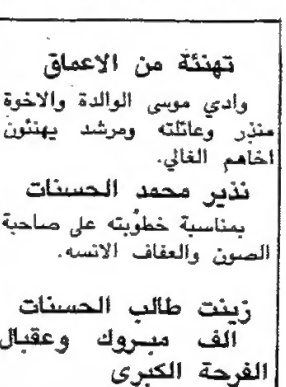 تهنئة من الاعماق
وادي موسى الوالدة والاخوة
منذر وعائلته ومرشد يهنئون
اخاهم الغالي.
نذير محمد الحسنات
بمناسبة خطوبته على صاحبة
الصون والعفاف الانسه.
زينت طالب الحسنات
الف مبروك وعقبال
الفرحة الكبرى